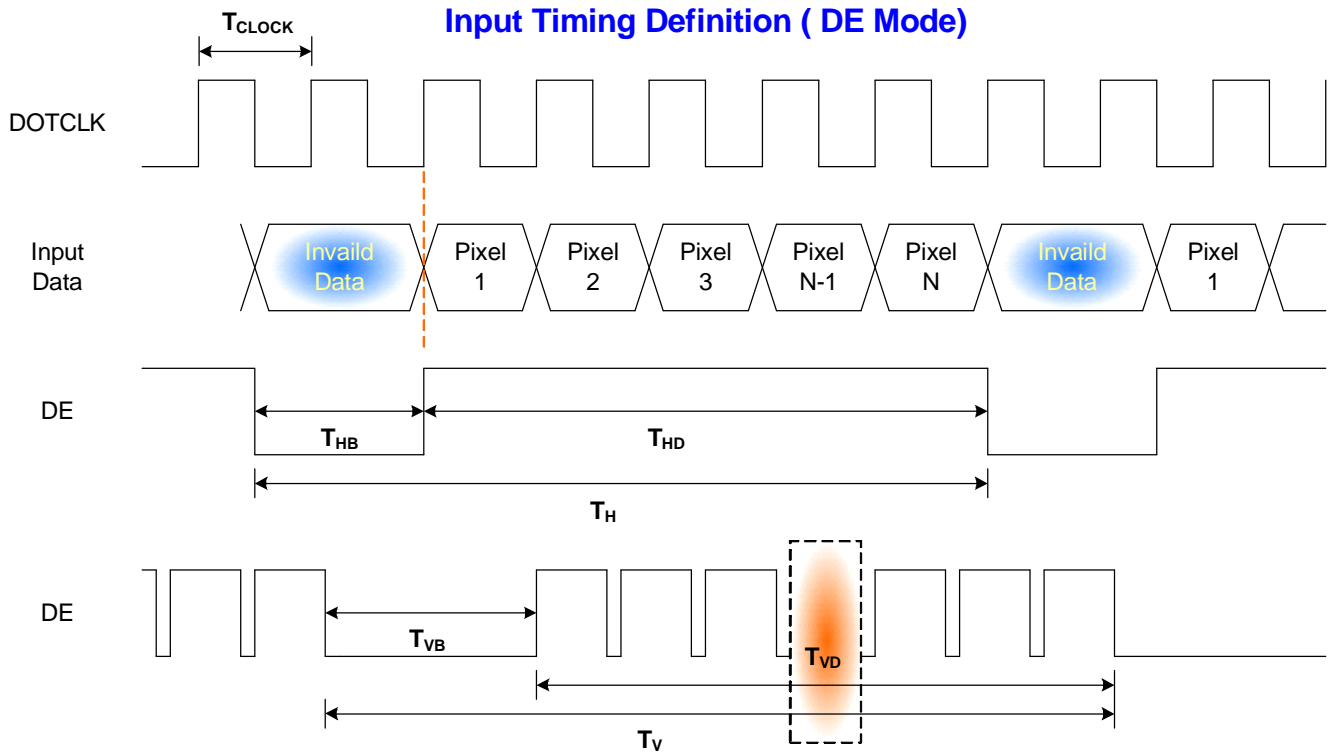 Input Timing Definition ( DE Mode)
TCLOCK
DOTCLK
Input
Data
Invaild
Data
Pixel
1
Pixel
2
Pixel
3
Pixel
N-1
Pixel
N
Invaild
Data
Pixel
1
DE
THB
THD
TH
DE
TVB
TVD
TV